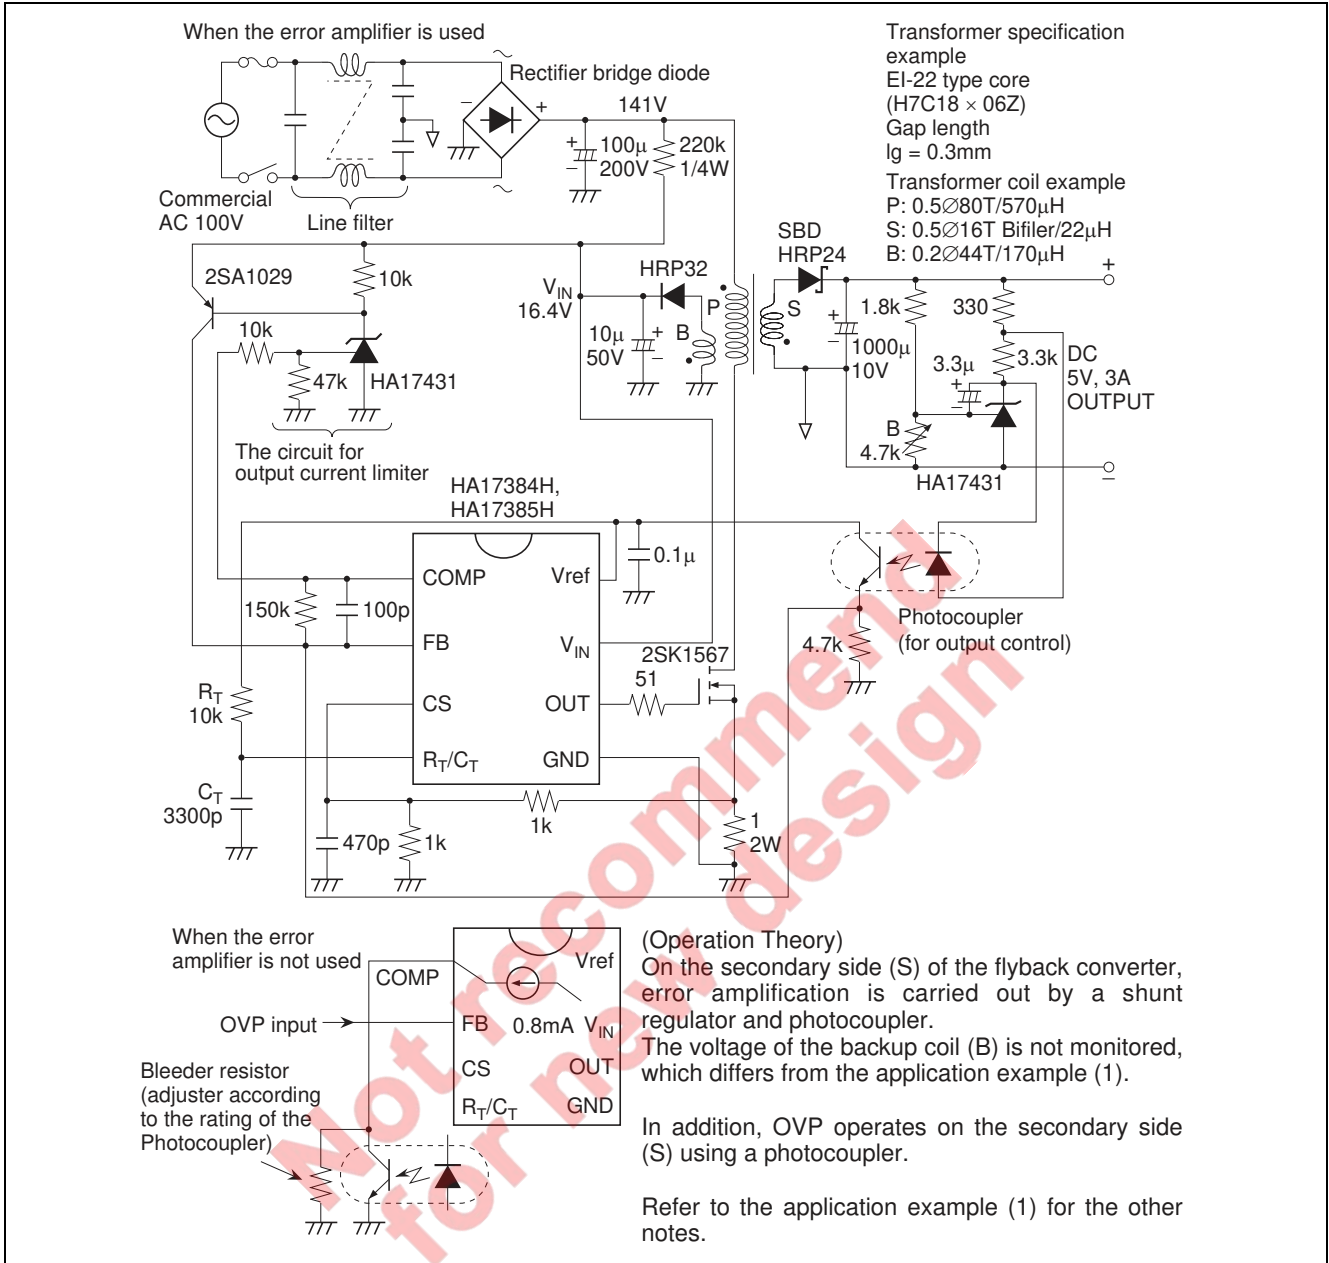 When the error amplifier is used
Commercial
AC 100V
Line filter
Rectifier bridge diode
~
~
−
+
141V
+
−
100μ
200V
220k
1/4W
Transformer specification
example
EI-22 type core
(H7C18 × 06Z)
Gap length
lg = 0.3mm
Transformer coil example
P: 0.5∅80T/570μH
S: 0.5∅16T Bifiler/22μH
B: 0.2∅44T/170μH
2SA1029
10k
10k
47k
HA17431
The circuit for
output current limiter
VIN
16.4V
HRP32
10μ
50V
+
−
B
P
S
SBD
HRP24
+
−
1000μ
10V
1.8k
330
3.3k
3.3μ
+
−
B
4.7k
HA17431
+
DC
5V, 3A
OUTPUT
−
HA17384H,
HA17385H
COMP
FB
CS
RT/CT
Vref
VIN
OUT
GND
0.1μ
150k
100p
RT
10k
CT
3300p
470p
1k
1k
51
2SK1567
1
2W
4.7k
Photocoupler
(for output control)
When the error
amplifier is not used
COMP
FB
CS
RT/CT
Vref
VIN
OUT
GND
0.8mA
OVP input
Bleeder resistor
(adjuster according
to the rating of the
Photocoupler)
(Operation Theory)
On the secondary side (S) of the flyback converter,
error amplification is carried out by a shunt
regulator and photocoupler.
The voltage of the backup coil (B) is not monitored,
which differs from the application example (1).
In addition, OVP operates on the secondary side
(S) using a photocoupler.
Refer to the application example (1) for the other
notes.
Not recommend
for new design